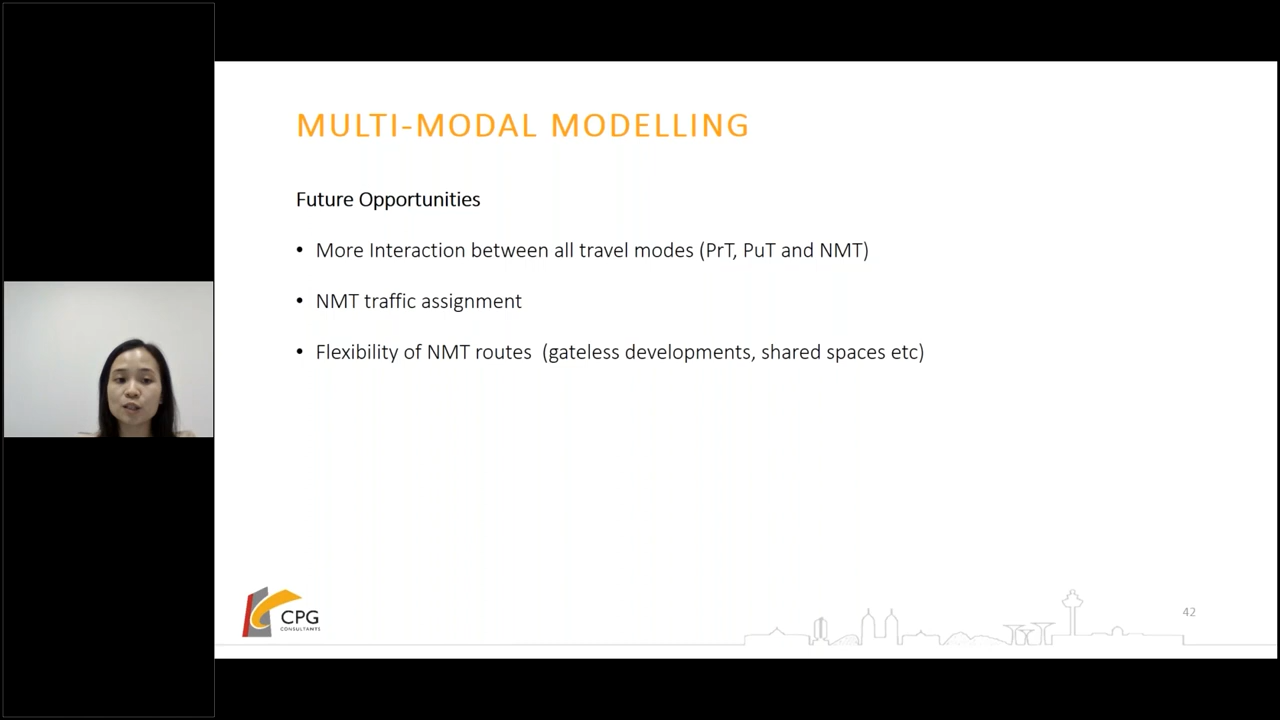 MULTI-MODAL MODELLING
Future Opportunities
• More Interaction between all travel modes (PrT, PuT and NMT)
• NMT traffic assignment
• Flexibility of NMT routes (gateless developments, shared spaces etc)
CPG
CONSULTANTS
42